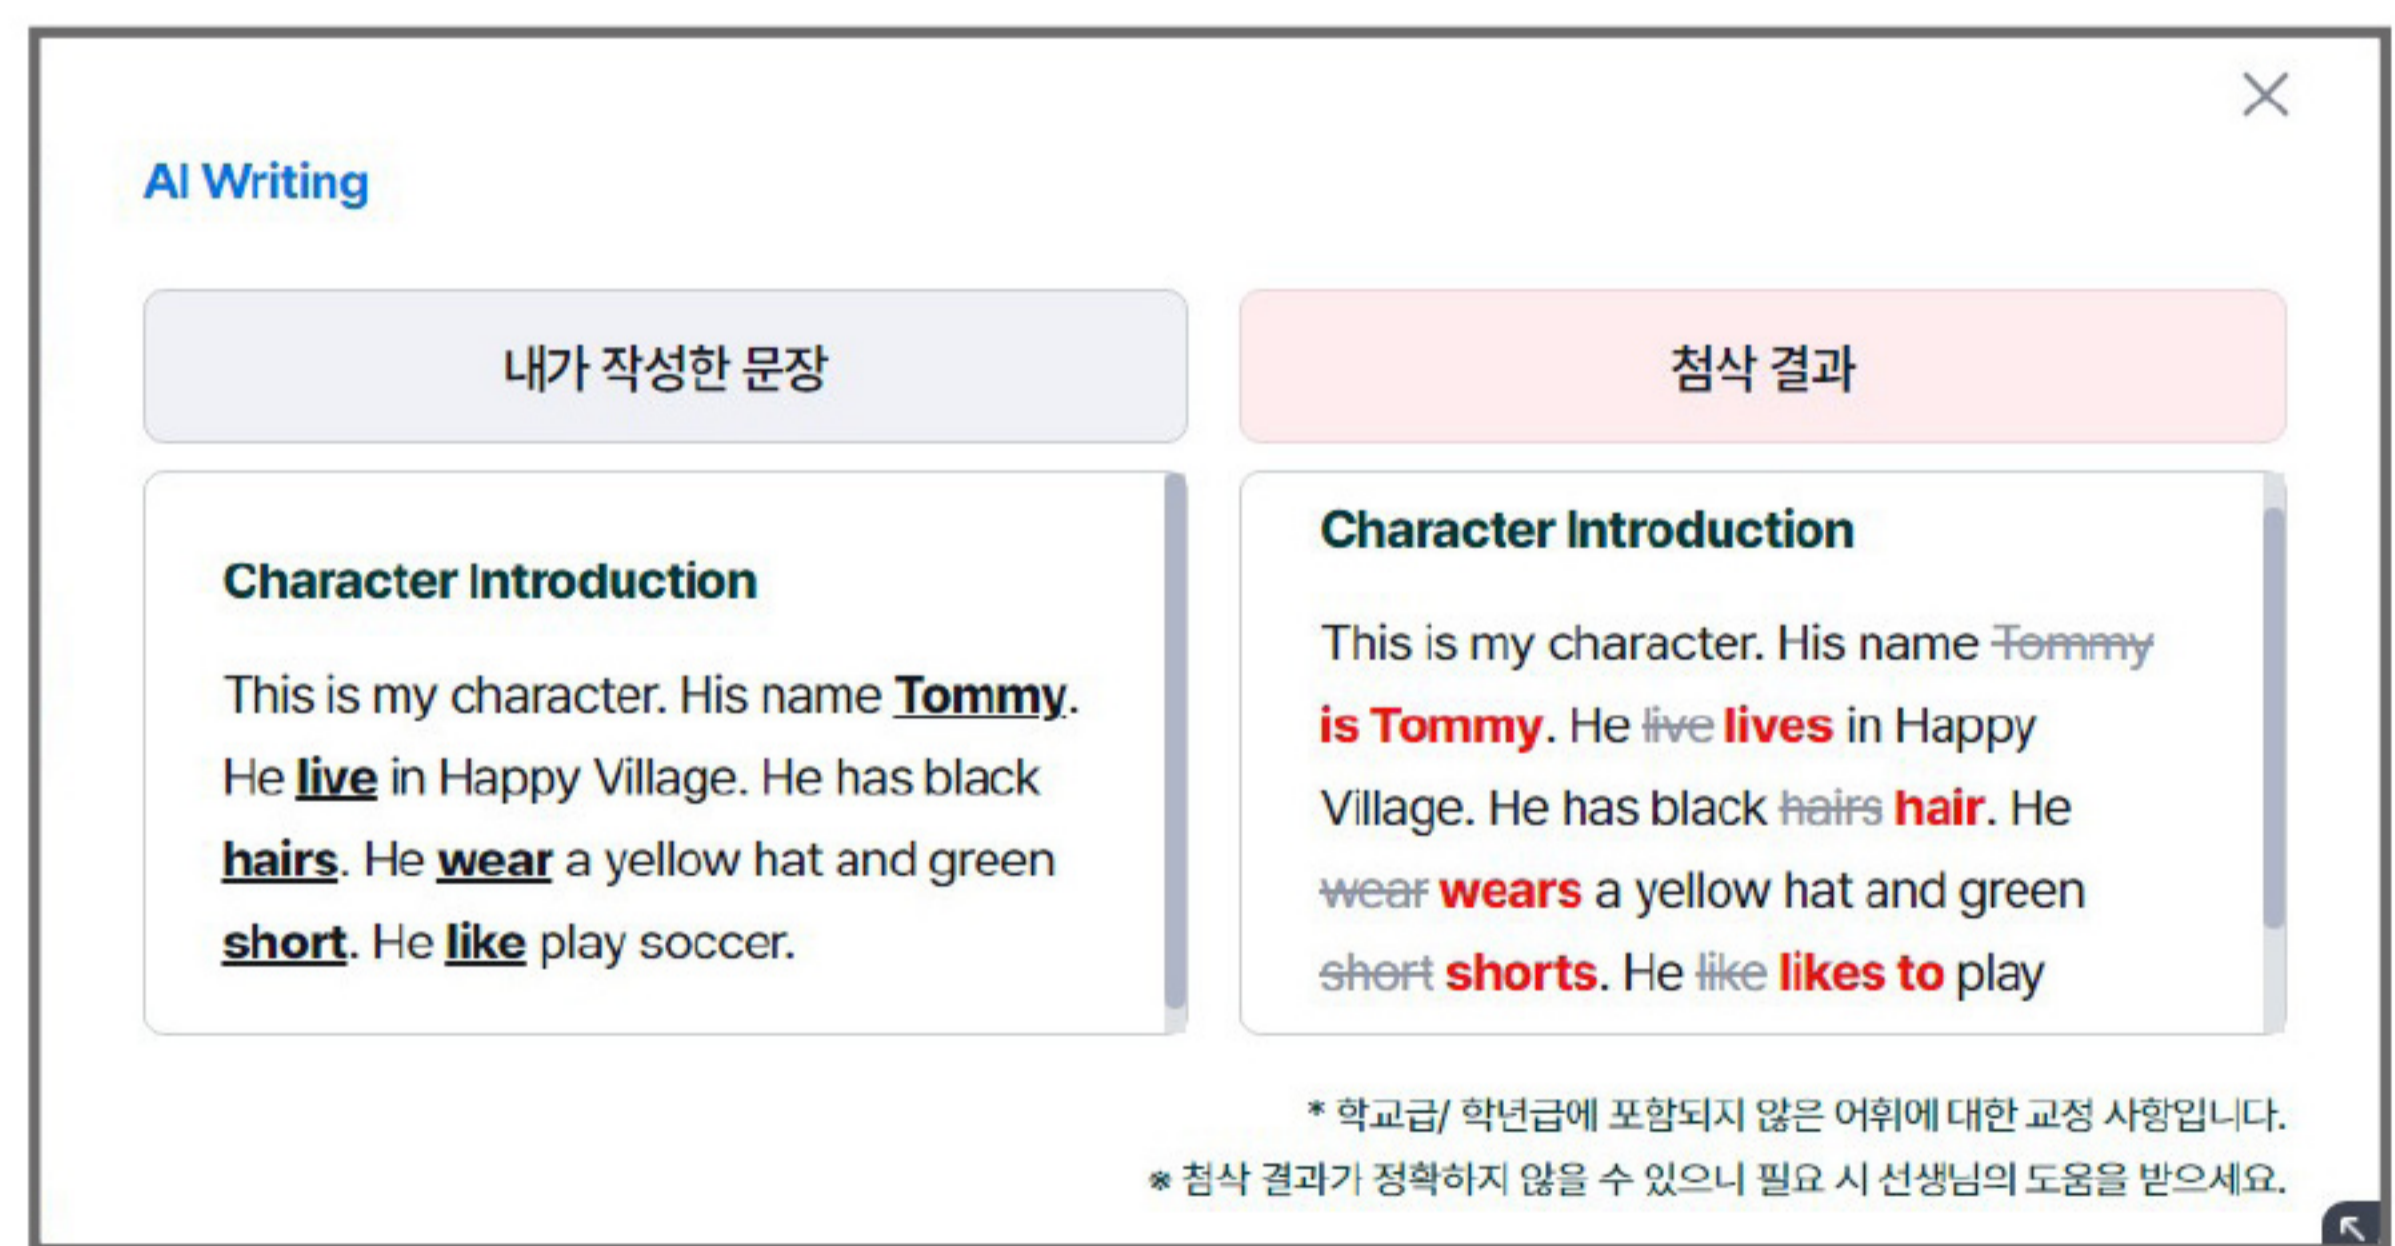 AI Writing
내가 작성한 문장
첨삭 결과
Character Introduction
This is my character. His name Tommy.
He live in Happy Village. He has black
hairs. He wear a yellow hat and green
short. He like play soccer.
Character Introduction
This is my character. His name Tommy
is Tommy. He live lives in Happy
Village. He has black hairs hair. He
wear wears a yellow hat and green
short shorts. He like likes to play
* 학교급/ 학년급에 포함되지 않은 어휘에 대한 교정 사항입니다.
※ 첨삭 결과가 정확하지 않을 수 있으니 필요 시 선생님의 도움을 받으세요.